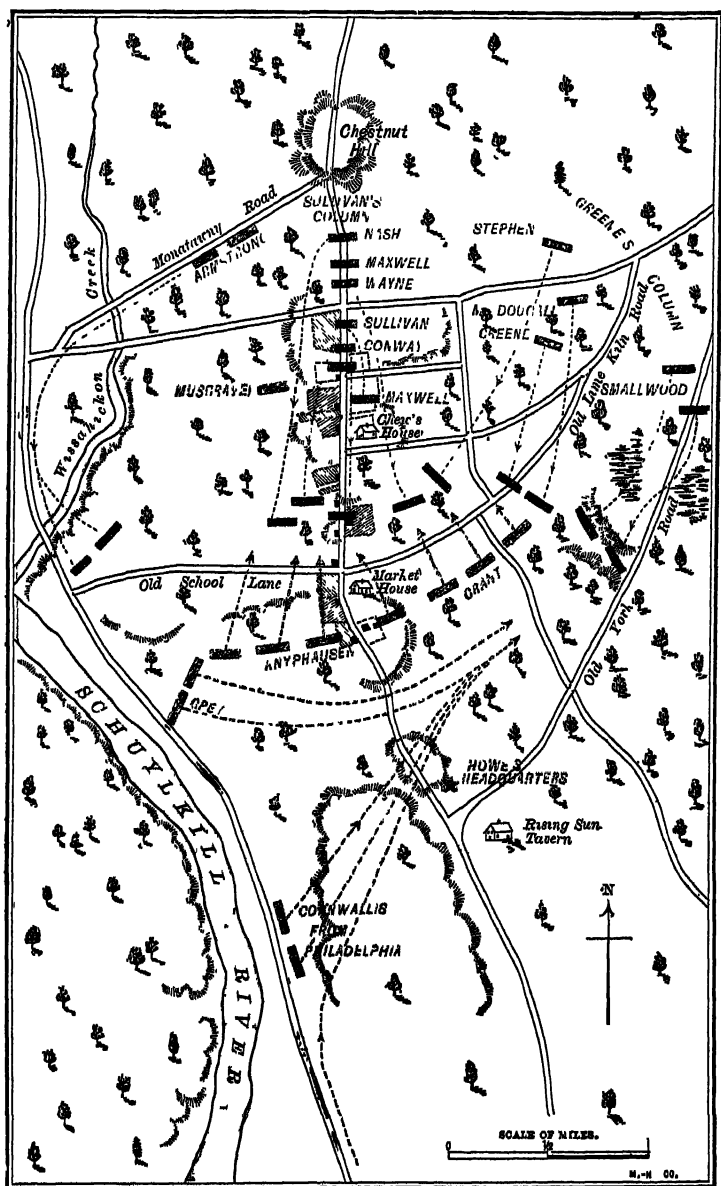 Chestnut
Hill
SULLIVAN'S
COLUMN
Monatawny Road
ARMSTRONG
Creek
Wissahickon
NASH
MAXWELL
WAYNE
SULLIVAN
CONWAY
MUSGRAVE
MAXWELL
Chew's
House
STEPHEN
GREENE'S
COLUMN
McDOUGALL
GREENE
Old Lane Kiln Road
SMALLWOOD
Old School Lane
Market
House
GRANT
KNYPHAUSEN
Old York Road
SCHUYLKILL RIVER
HOWE'S
HEADQUARTERS
Rising Sun
Tavern
CORNWALLIS
FROM
PHILADELPHIA
N
SCALE OF MILES.
0 ½ 1
M.-N CO.